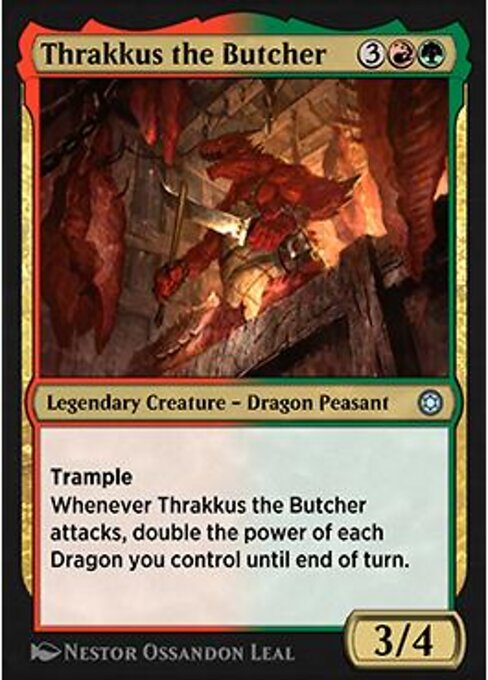 Thrakkus the Butcher 3
Legendary Creature – Dragon Peasant
Trample
Whenever Thrakkus the Butcher
attacks, double the power of each
Dragon you control until end of turn.
3/4
Nestor Ossandon Leal